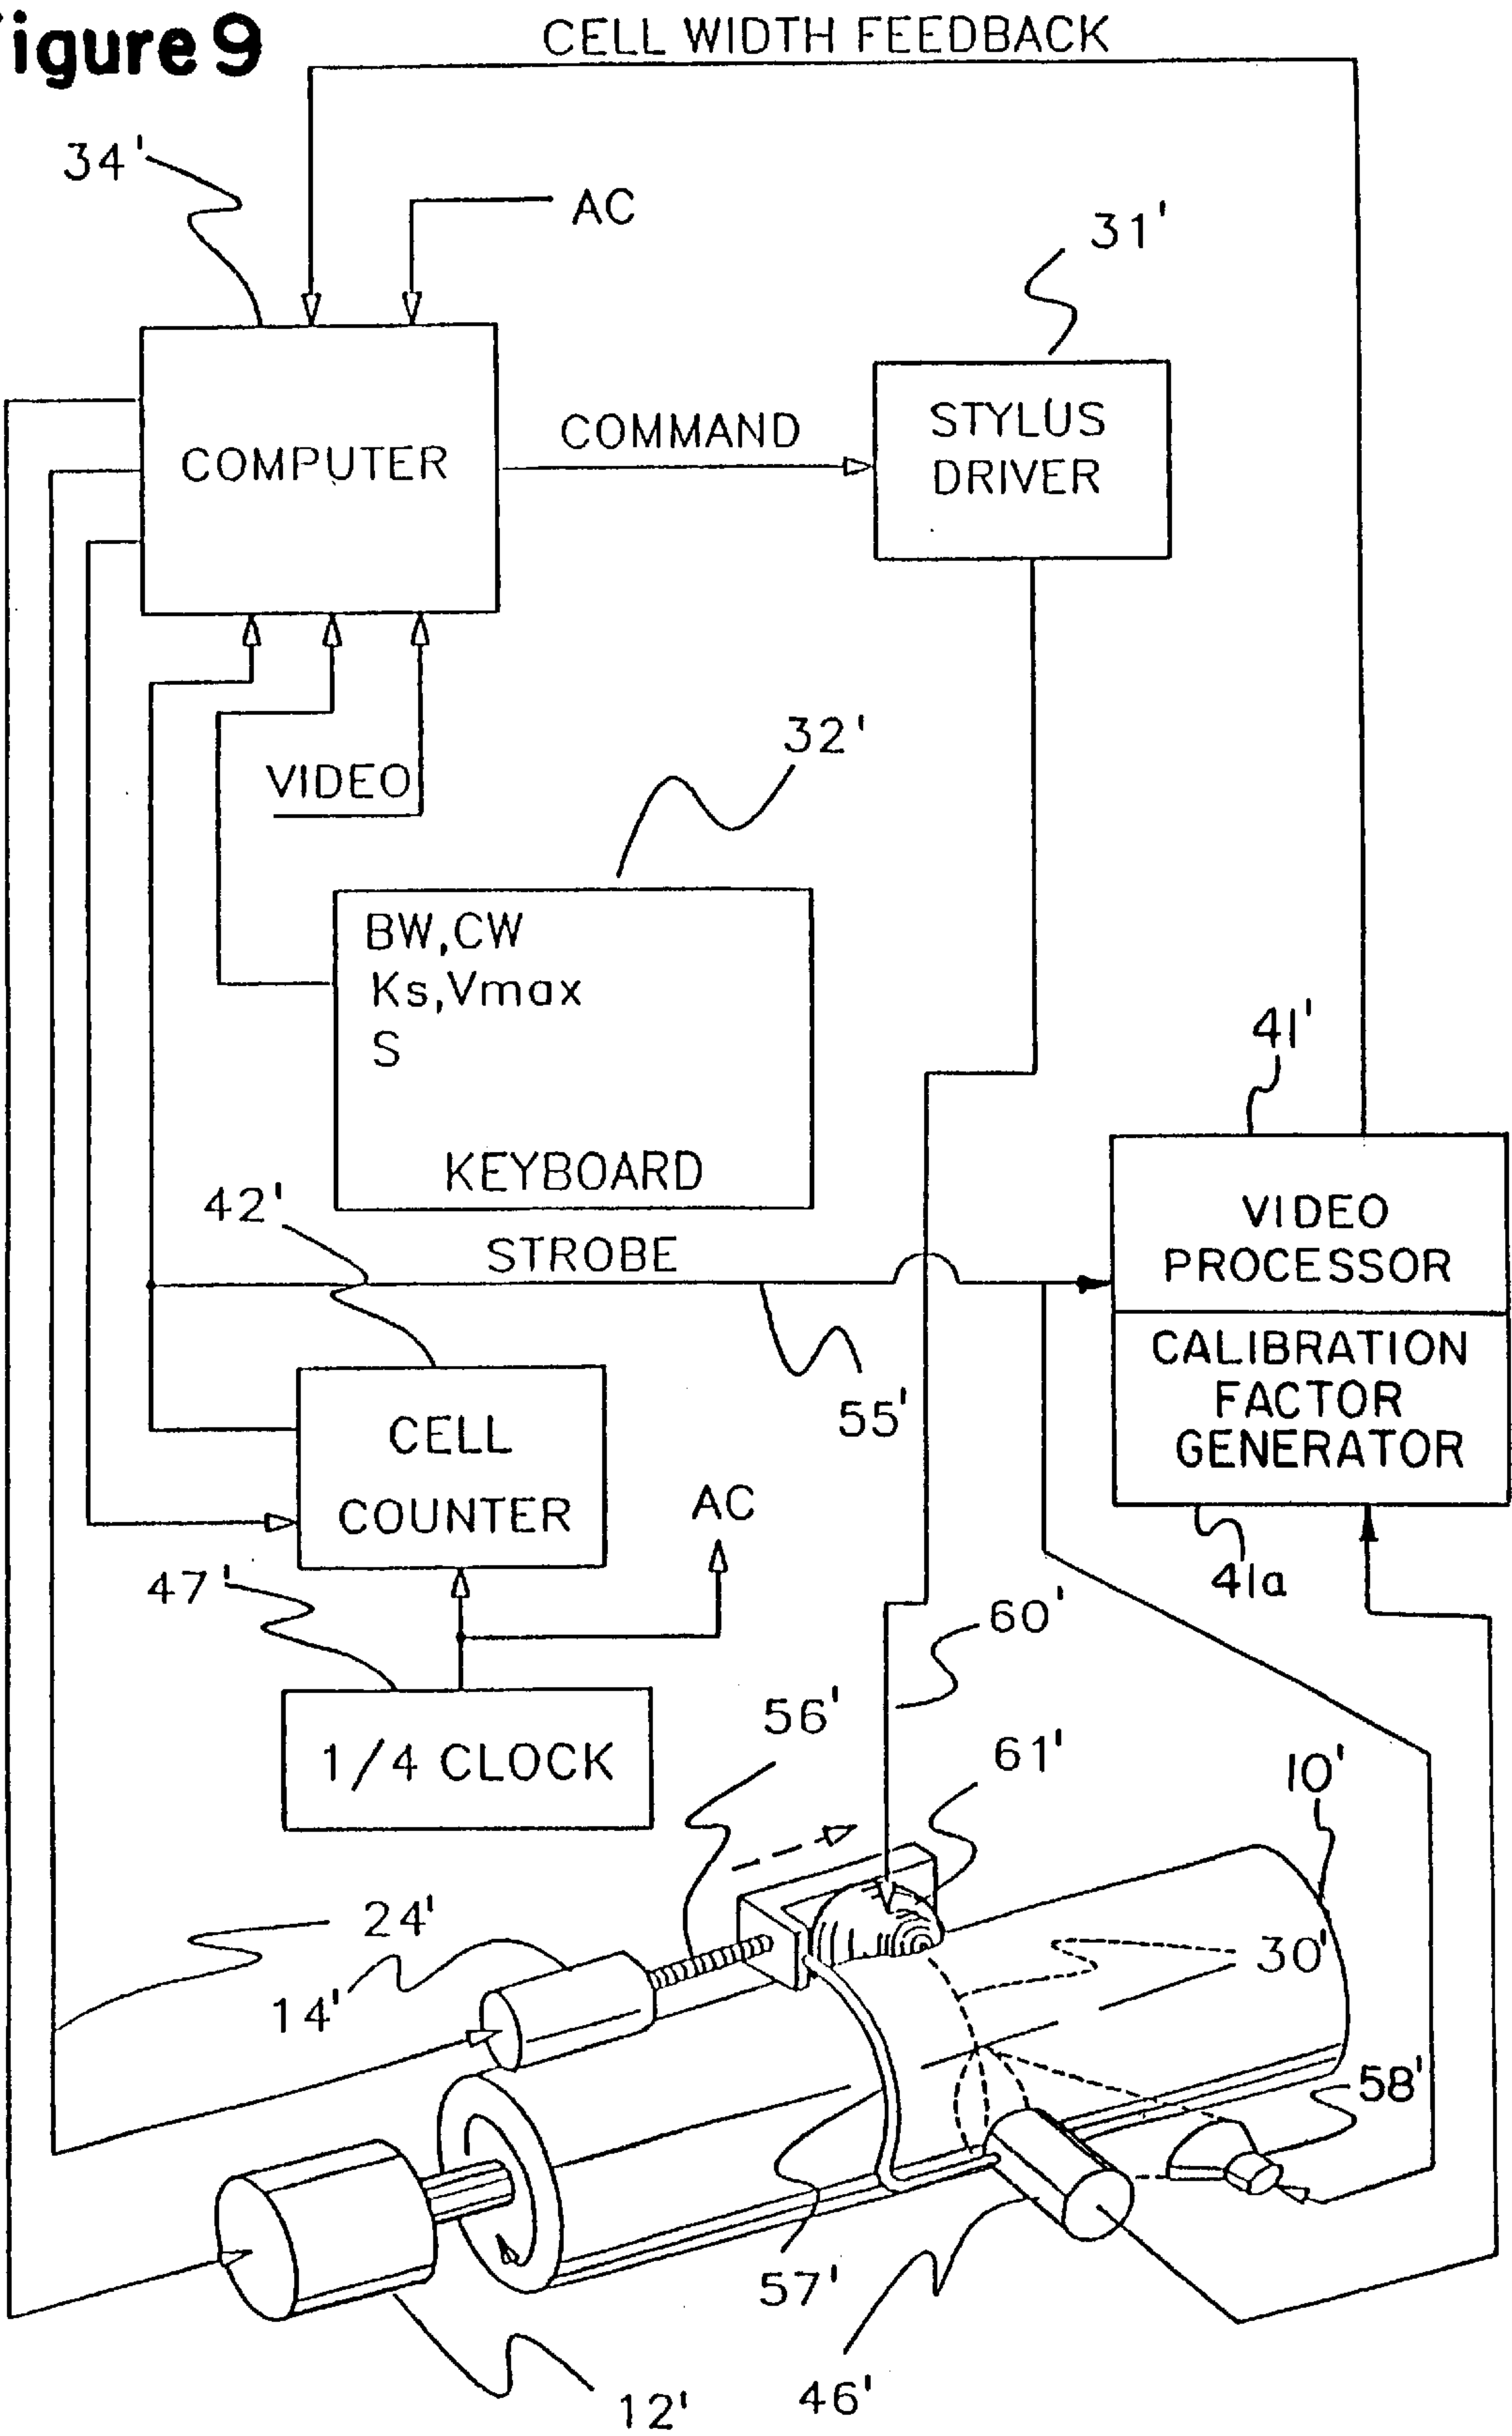 igure 9
CELL WIDTH FEEDBACK
34'
AC
31'
COMPUTER
COMMAND
STYLUS
DRIVER
VIDEO
32'
BW,CW
Ks,Vmax
S
KEYBOARD
41'
42'
STROBE
VIDEO
PROCESSOR
55'
CALIBRATION
FACTOR
GENERATOR
CELL
COUNTER
AC
47'
41a
60'
1/4 CLOCK
56'
61'
10'
24'
30'
14'
58'
57'
46'
12'